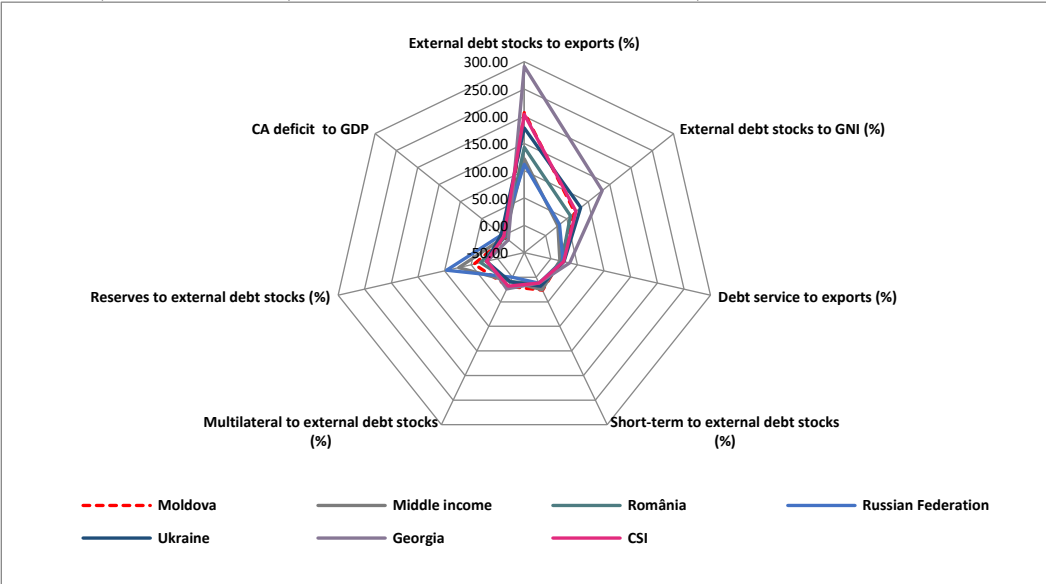 External debt stocks to exports (%)
300.00
250.00
200.00
150.00
100.00
50.00
0.00
-50.00
CA deficit  to GDP
External debt stocks to GNI (%)
Reserves to external debt stocks (%)
Debt service to exports (%)
Multilateral to external debt stocks
(%)
Short-term to external debt stocks
(%)
Moldova
Middle income
România
Russian Federation
Ukraine
Georgia
CSI